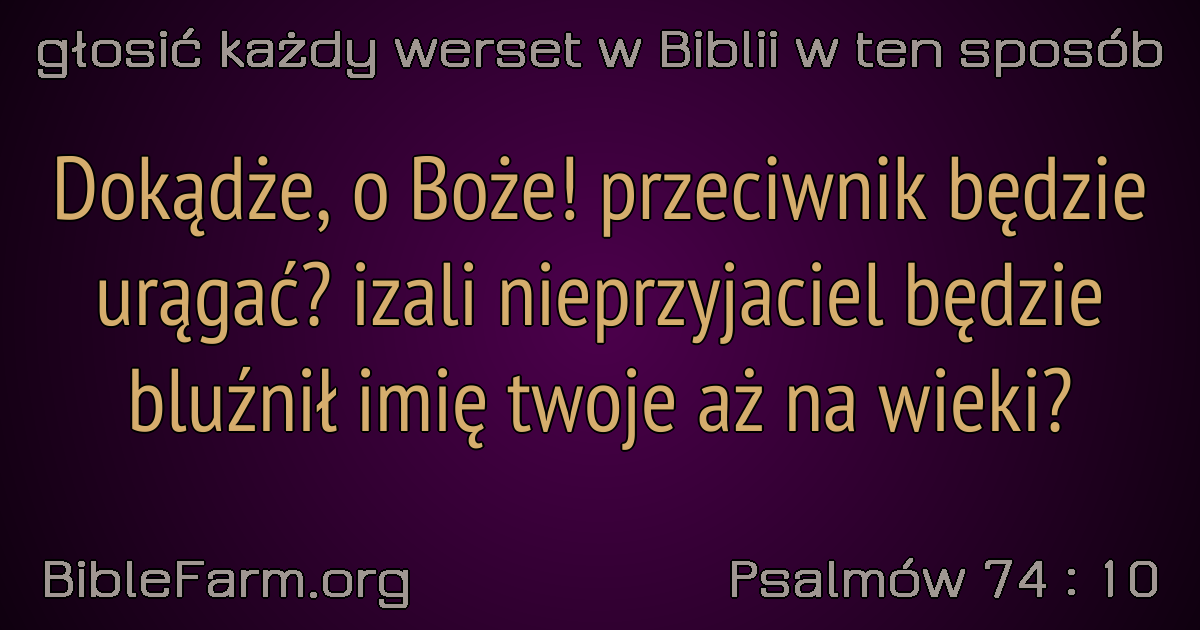 głosić każdy werset w Biblii w ten sposób
Dokądże, o Boże! przeciwnik będzie
urągać? izali nieprzyjaciel będzie
bluźnił imię twoje aż na wieki?
BibleFarm.org
Psalmów 74 : 10